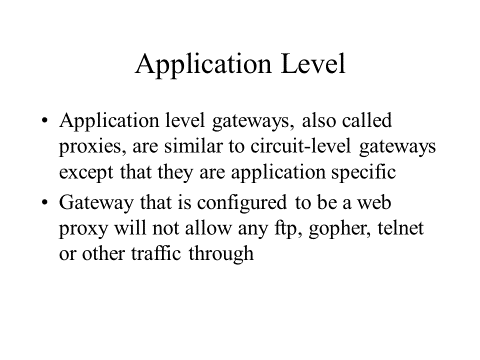 Application Level
• Application level gateways, also called
proxies, are similar to circuit-level gateways
except that they are application specific
• Gateway that is configured to be a web
proxy will not allow any ftp, gopher, telnet
or other traffic through